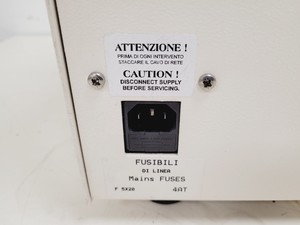 ATTENZIONE !
PRIMA DI OGNI INTERVENTO
STACCARE IL CAVO DI RETE
CAUTION !
DISCONNECT SUPPLY
BEFORE SERVICING.
FUSIBILI
DI LINEA
Mains FUSES
F 5X20 4AT